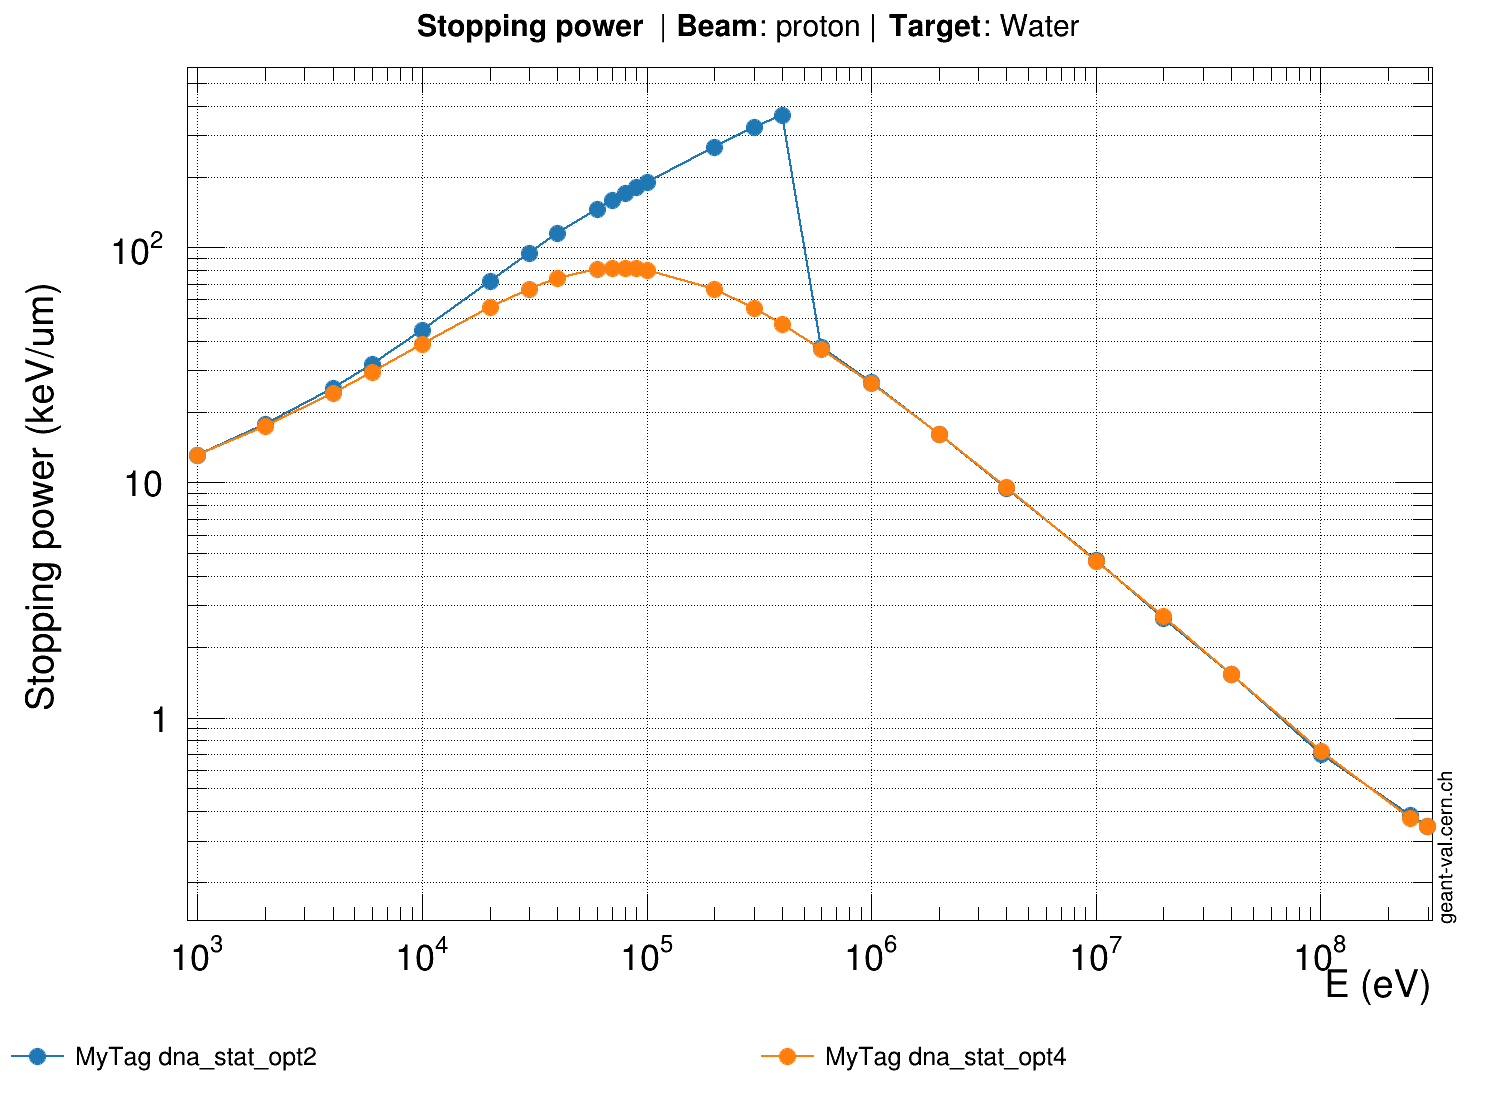 Stopping power | Beam: proton | Target: Water
Stopping power (keV/um)
10²
10
1
10³ 10⁴ 10⁵ 10⁶ 10⁷ 10⁸
E (eV)
geant-val.cern.ch
MyTag dna_stat_opt2 MyTag dna_stat_opt4